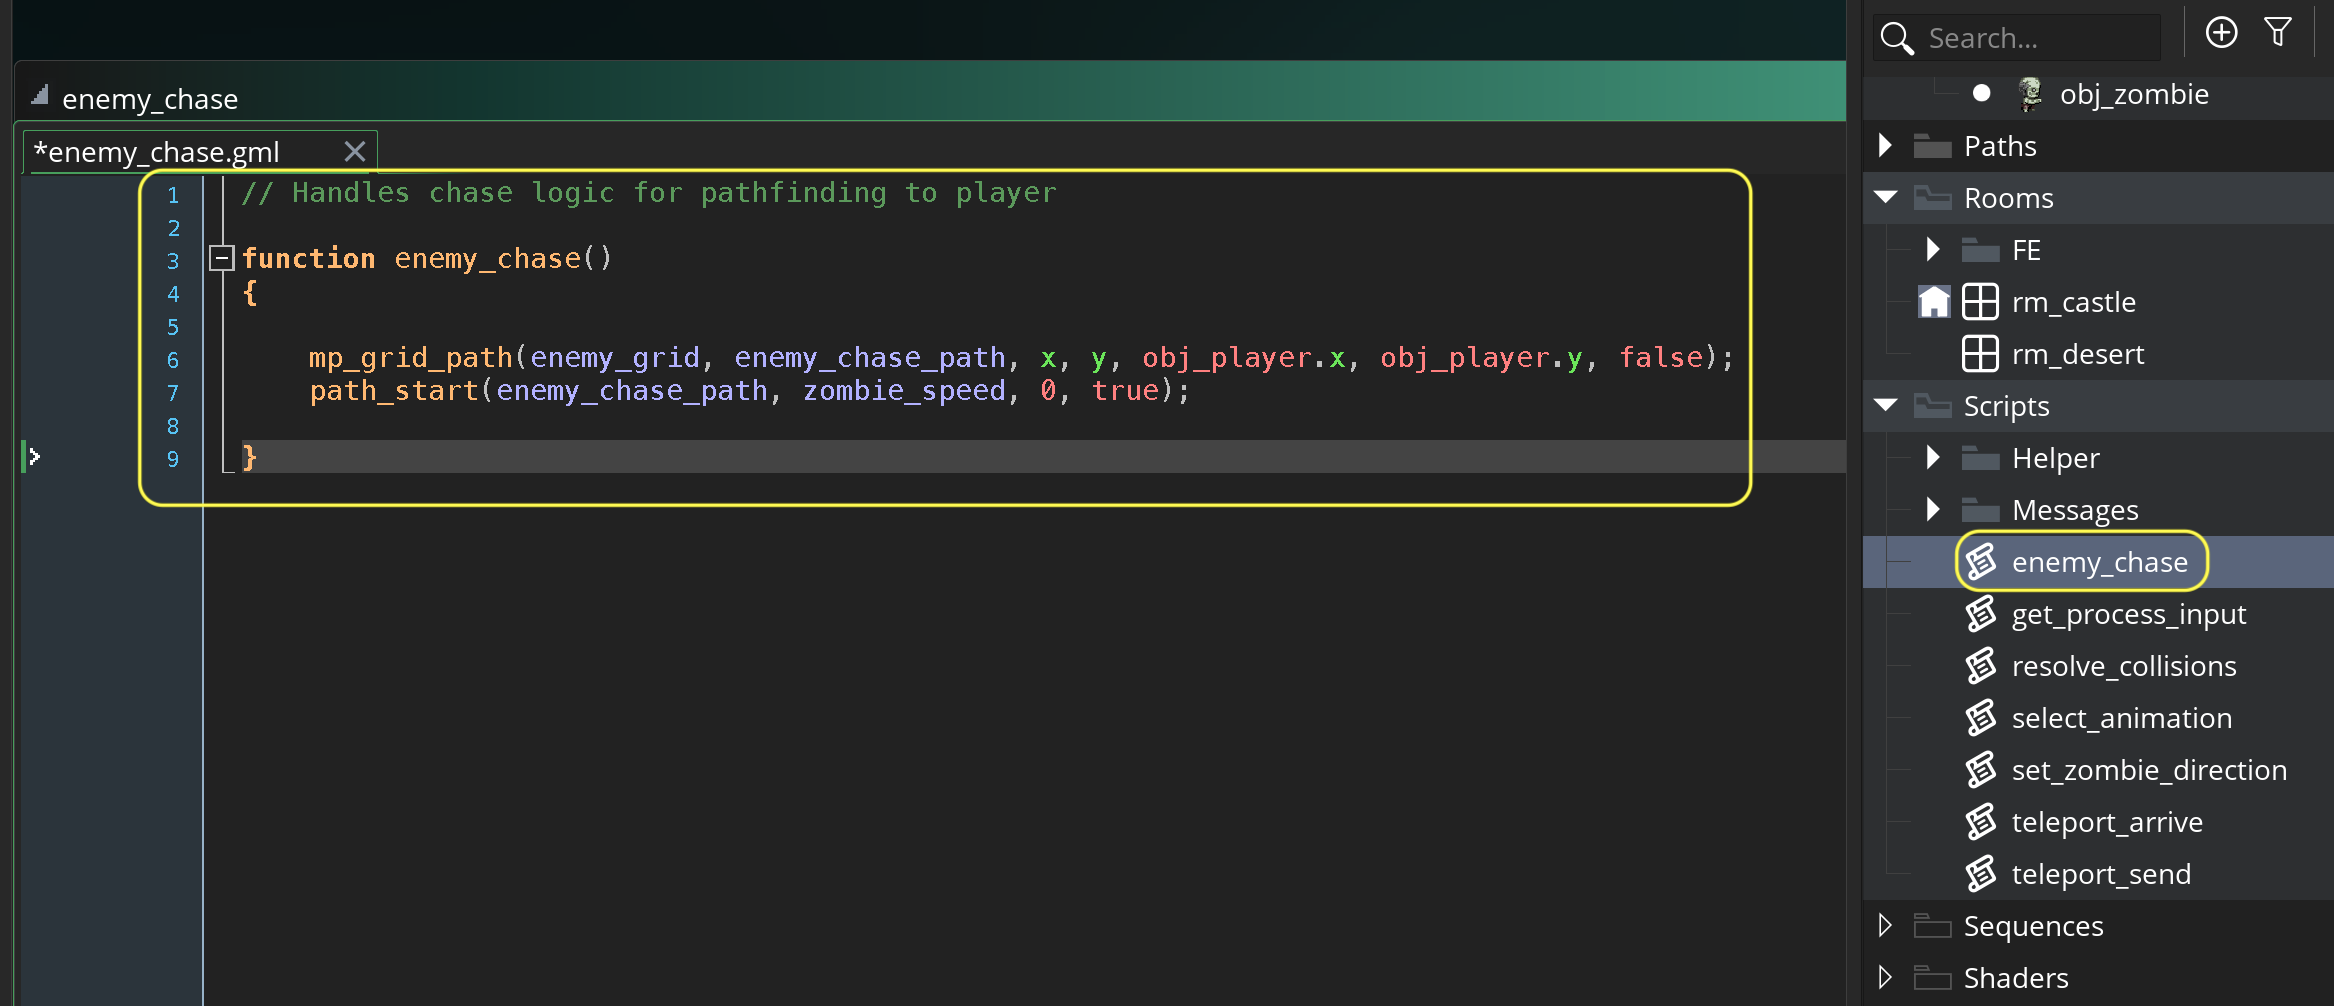 enemy_chase
*enemy_chase.gml
1 // Handles chase logic for pathfinding to player
2
3 function enemy_chase()
4 {
5
6 mp_grid_path(enemy_grid, enemy_chase_path, x, y, obj_player.x, obj_player.y, false);
7 path_start(enemy_chase_path, zombie_speed, 0, true);
8
9 }
Search...
obj_zombie
Paths
Rooms
FE
rm_castle
rm_desert
Scripts
Helper
Messages
enemy_chase
get_process_input
resolve_collisions
select_animation
set_zombie_direction
teleport_arrive
teleport_send
Sequences
Shaders